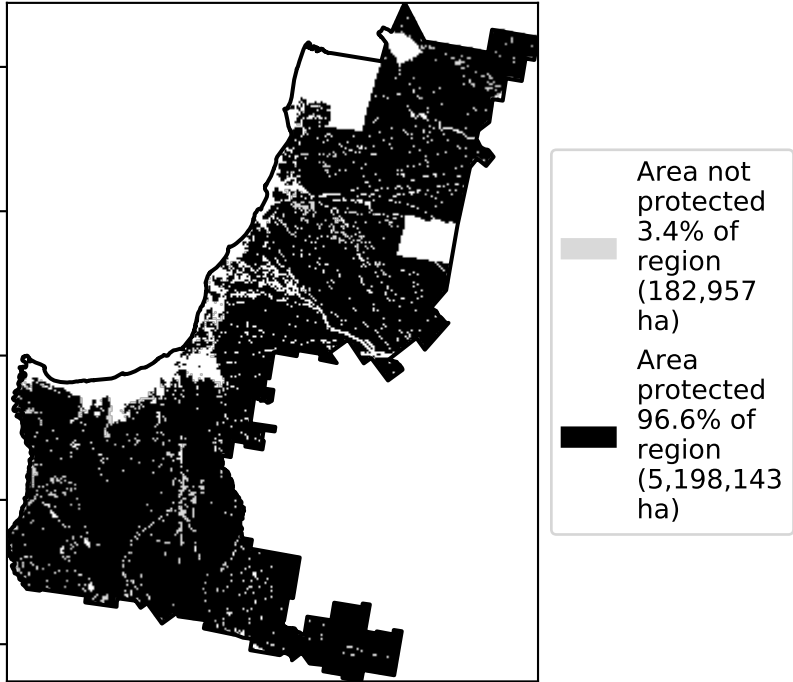 Area not
protected
3.4% of
region
(182,957
ha)
Area
protected
96.6% of
region
(5,198,143
ha)